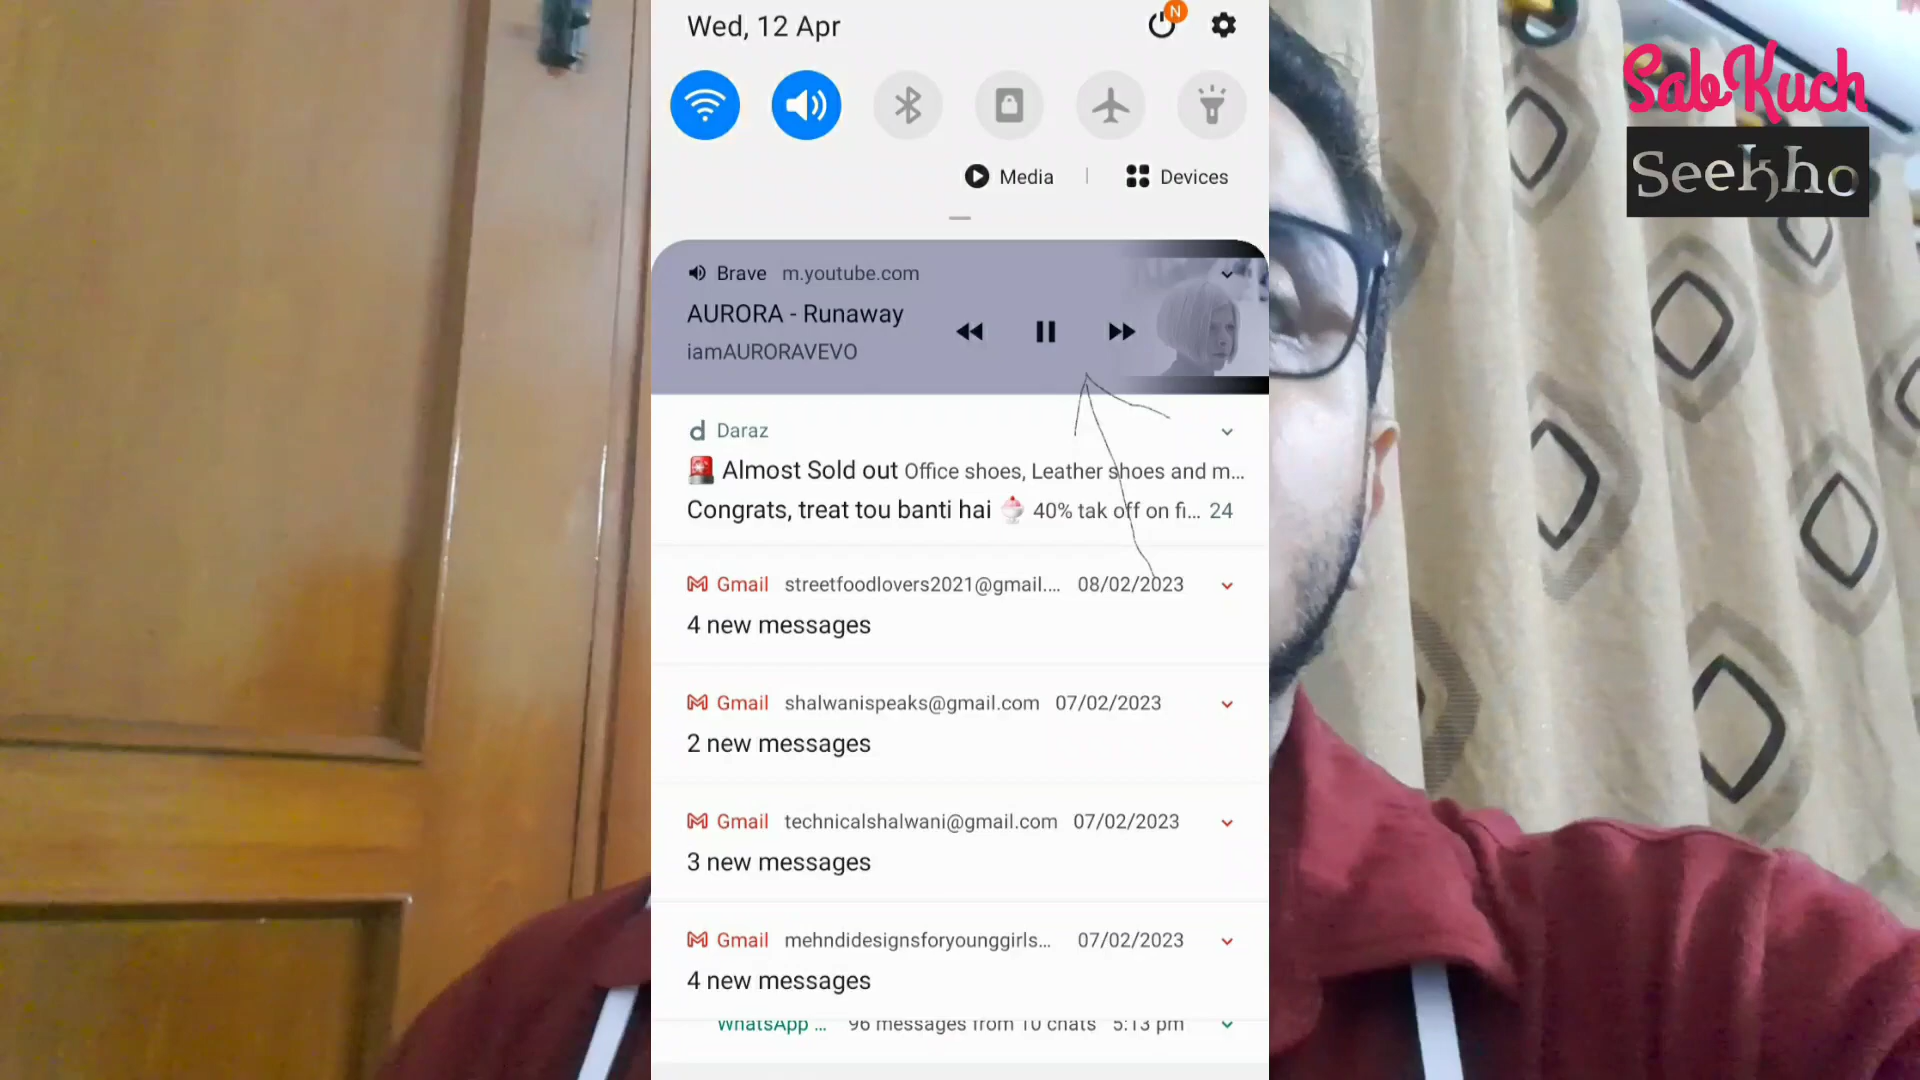 Wed, 12 Apr
N
SabKuch
Seekho
Media | Devices
Brave m.youtube.com
AURORA - Runaway
iamAURORAVEVO
Daraz
🚨 Almost Sold out Office shoes, Leather shoes and m...
Congrats, treat tou banti hai 🍧 40% tak off on fi... 24
Gmail streetfoodlovers2021@gmail.... 08/02/2023
4 new messages
Gmail shalwanispeaks@gmail.com 07/02/2023
2 new messages
Gmail technicalshalwani@gmail.com 07/02/2023
3 new messages
Gmail mehndidesignsforyounggirls... 07/02/2023
4 new messages
WhatsApp ... 96 messages from 10 chats 5:13 pm